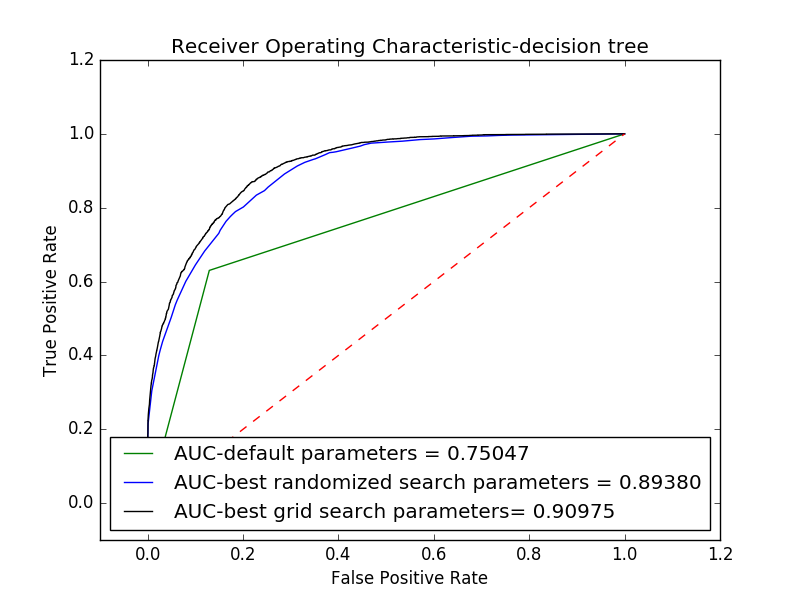 Receiver Operating Characteristic-decision tree
1.2
1.0
0.8
0.6
0.4
0.2
0.0
True Positive Rate
AUC-default parameters = 0.75047
AUC-best randomized search parameters = 0.89380
AUC-best grid search parameters= 0.90975
0.0 0.2 0.4 0.6 0.8 1.0 1.2
False Positive Rate